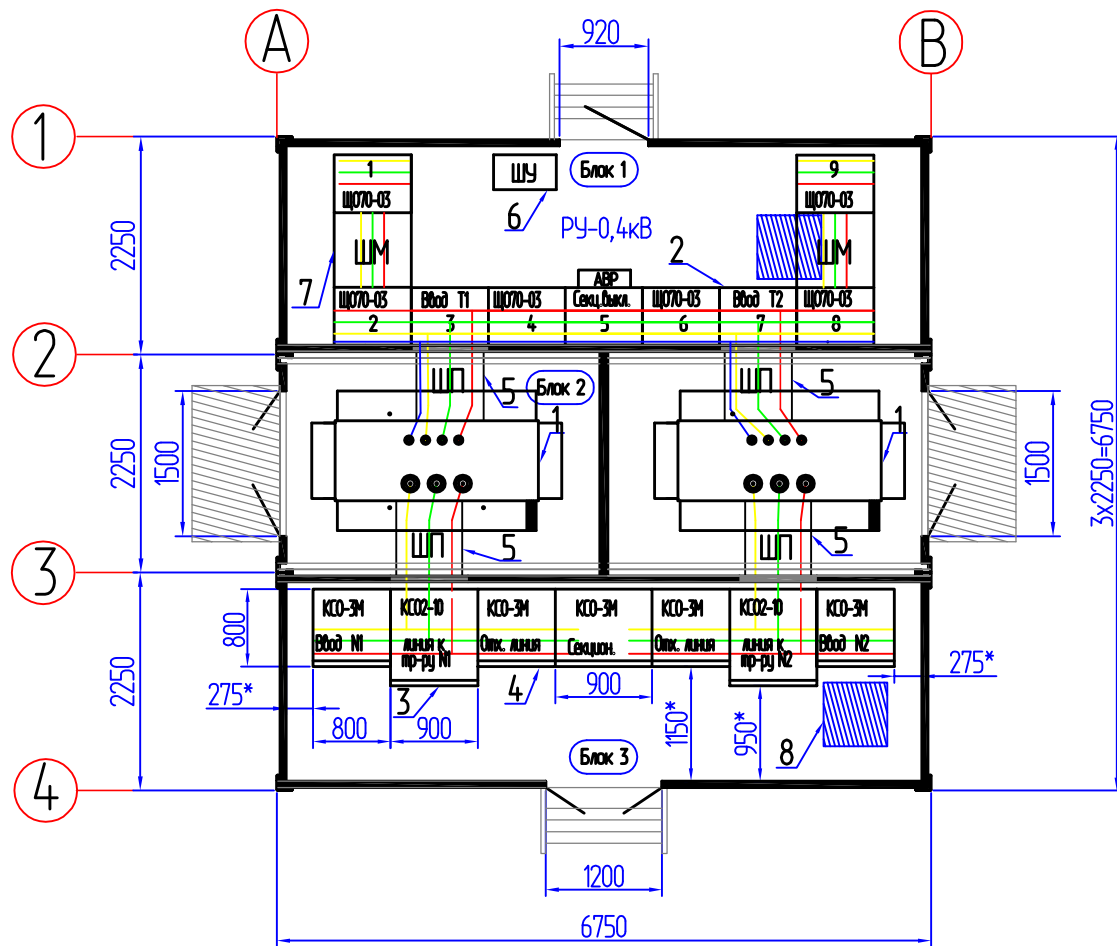 920
А
В
1
1
ЩО70-03
ШУ
Блок 1
9
ЩО70-03
6
РУ-0,4кВ
2250
ШМ
2
ШМ
7
АВР
ЩО70-03
Ввод Т1
ЩО70-03
Секц.выкл.
ЩО70-03
Ввод Т2
ЩО70-03
2
3
4
5
6
7
8
2
ШП
5
Блок 2
ШП
5
1
1
2250
1500
1500
3х2250=6750
ШП
5
ШП
5
3
КСО-3М
КСО2-10
КСО-3М
КСО-3М
КСО-3М
КСО2-10
КСО-3М
800
Ввод N1
линия к
тр-ру N1
Отх. линия
Секцион.
Отх. линия
линия к
тр-ру N2
Ввод N2
2250
275*
3
4
900
275*
800
900
1150*
950*
8
Блок 3
4
1200
6750